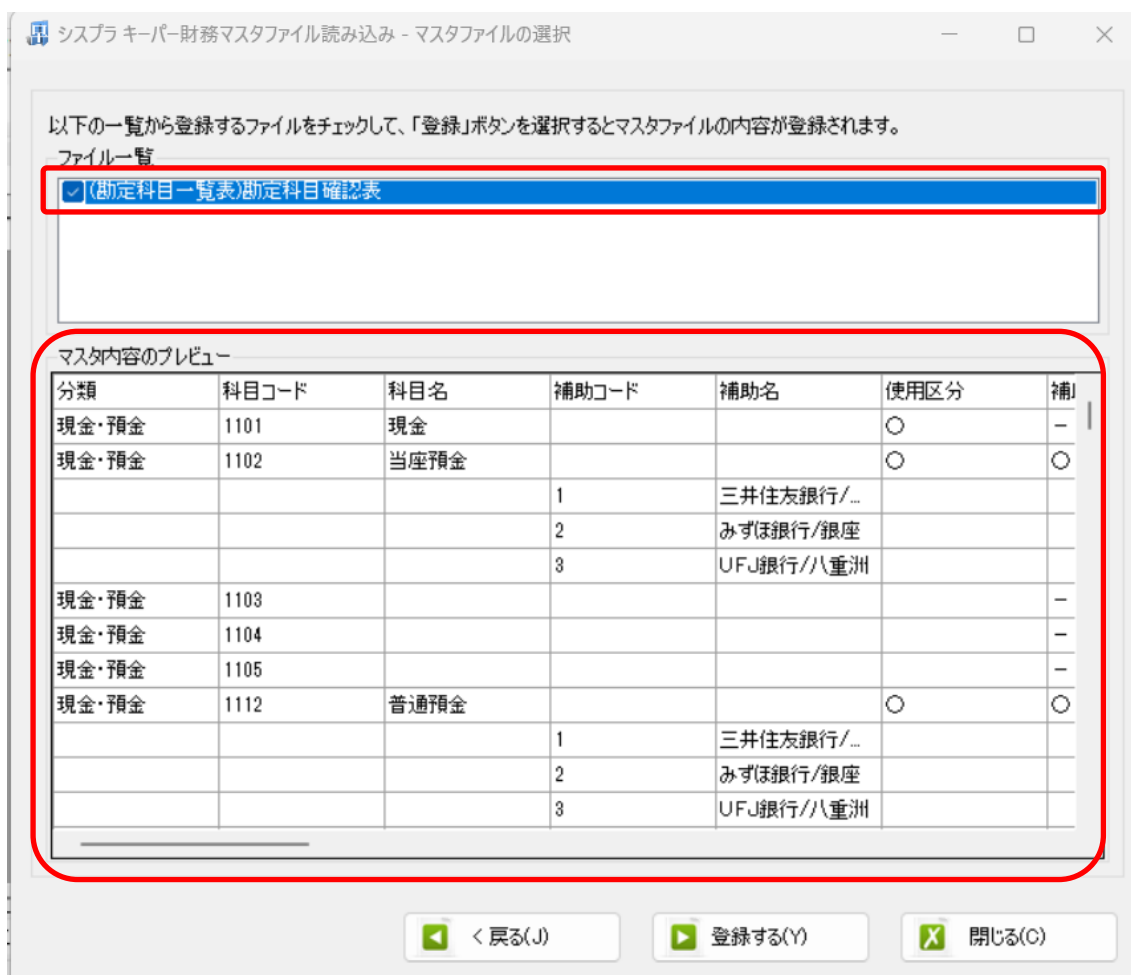 シスプラ キーパー財務マスタファイル読み込み - マスタファイルの選択
以下の一覧から登録するファイルをチェックして、「登録」ボタンを選択するとマスタファイルの内容が登録されます。
ファイル一覧
(勘定科目一覧表)勘定科目確認表
マスタ内容のプレビュー
分類 科目コード 科目名 補助コード 補助名 使用区分 補
現金・預金 1101 現金 ○ −
現金・預金 1102 当座預金 ○ ○
1 三井住友銀行/...
2 みずほ銀行/銀座
3 UFJ銀行/八重洲
現金・預金 1103 −
現金・預金 1104 −
現金・預金 1105 −
現金・預金 1112 普通預金 ○ ○
1 三井住友銀行/...
2 みずほ銀行/銀座
3 UFJ銀行/八重洲
< 戻る(J) 登録する(Y) 閉じる(C)